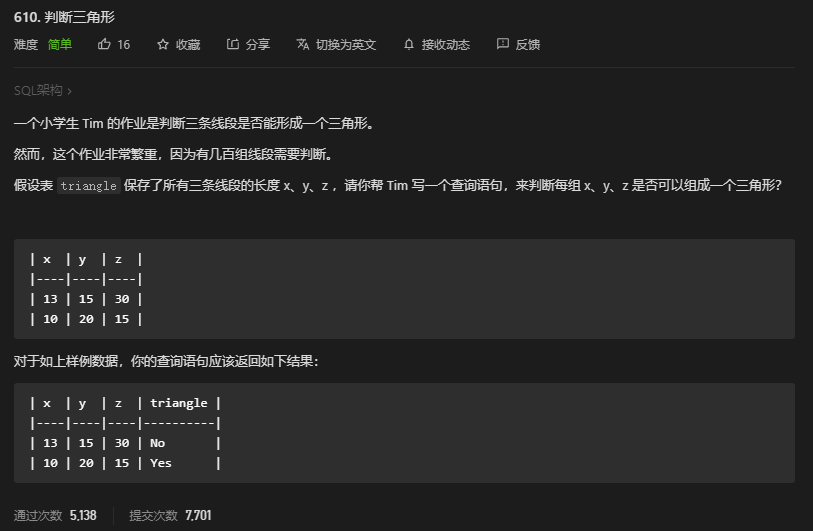 610. 判断三角形
难度 简单 16 收藏 分享 切换为英文 接收动态 反馈
SQL架构 >
一个小学生 Tim 的作业是判断三条线段是否能形成一个三角形。
然而，这个作业非常繁重，因为有几百组线段需要判断。
假设表 triangle 保存了所有三条线段的长度 x、y、z ，请你帮 Tim 写一个查询语句，来判断每组 x、y、z 是否可以组成一个三角形？
| x  | y  | z  |
|----|----|----|
| 13 | 15 | 30 |
| 10 | 20 | 15 |
对于如上样例数据，你的查询语句应该返回如下结果：
| x  | y  | z  | triangle |
|----|----|----|----------|
| 13 | 15 | 30 | No       |
| 10 | 20 | 15 | Yes      |
通过次数 5,138 提交次数 7,701